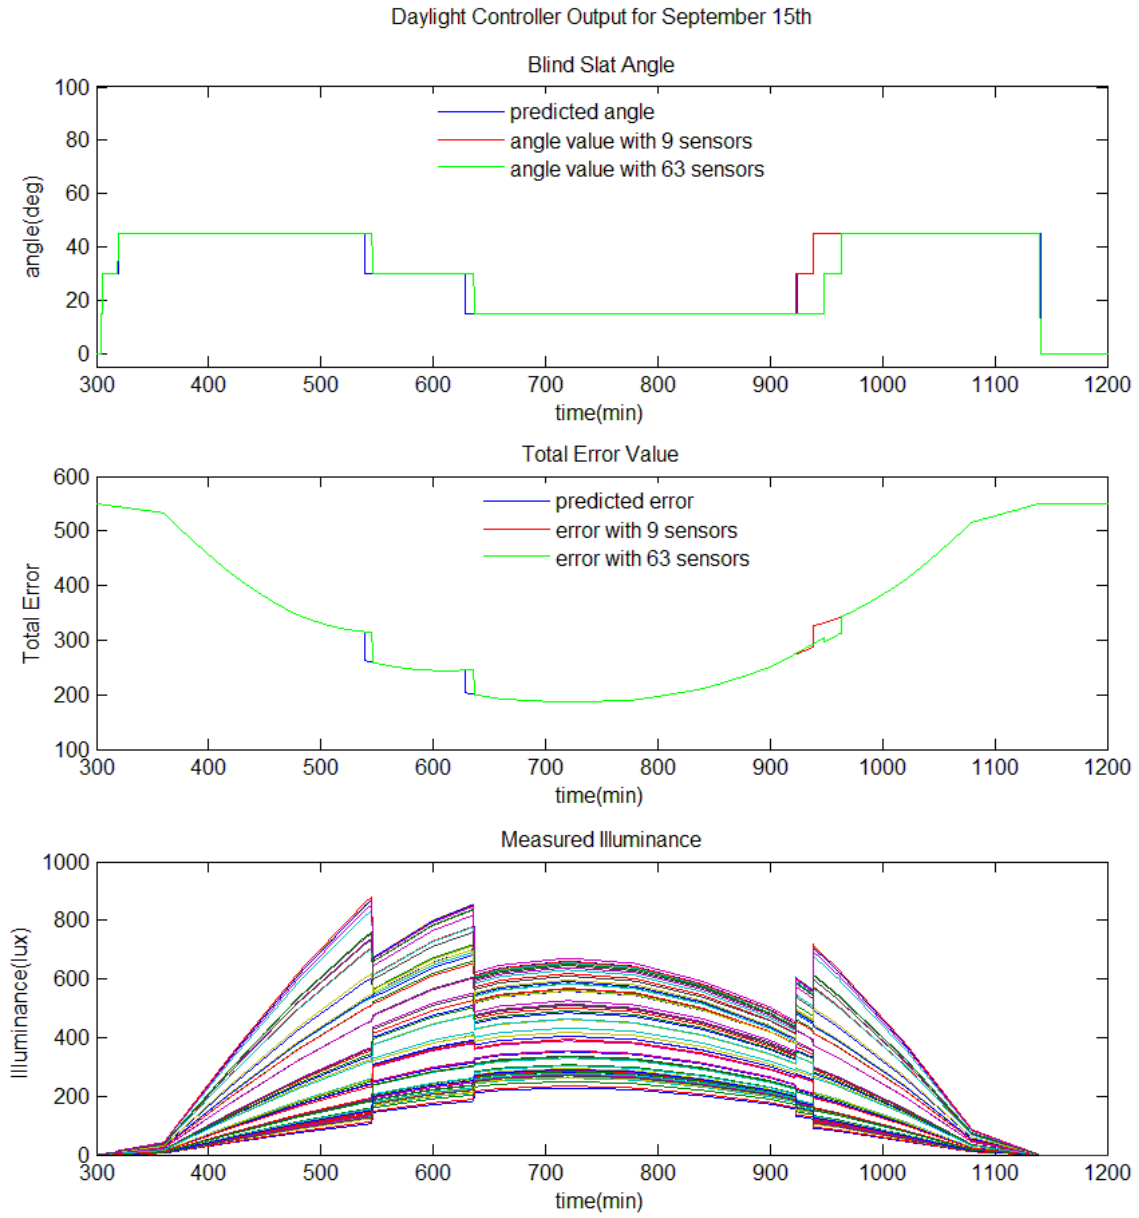 Daylight Controller Output for September 15th
Blind Slat Angle
100
80
60
40
20
0
angle(deg)
predicted angle
angle value with 9 sensors
angle value with 63 sensors
300 400 500 600 700 800 900 1000 1100 1200
time(min)
Total Error Value
600
500
400
300
200
100
Total Error
predicted error
error with 9 sensors
error with 63 sensors
300 400 500 600 700 800 900 1000 1100 1200
time(min)
Measured Illuminance
1000
800
600
400
200
0
Illuminance(lux)
300 400 500 600 700 800 900 1000 1100 1200
time(min)